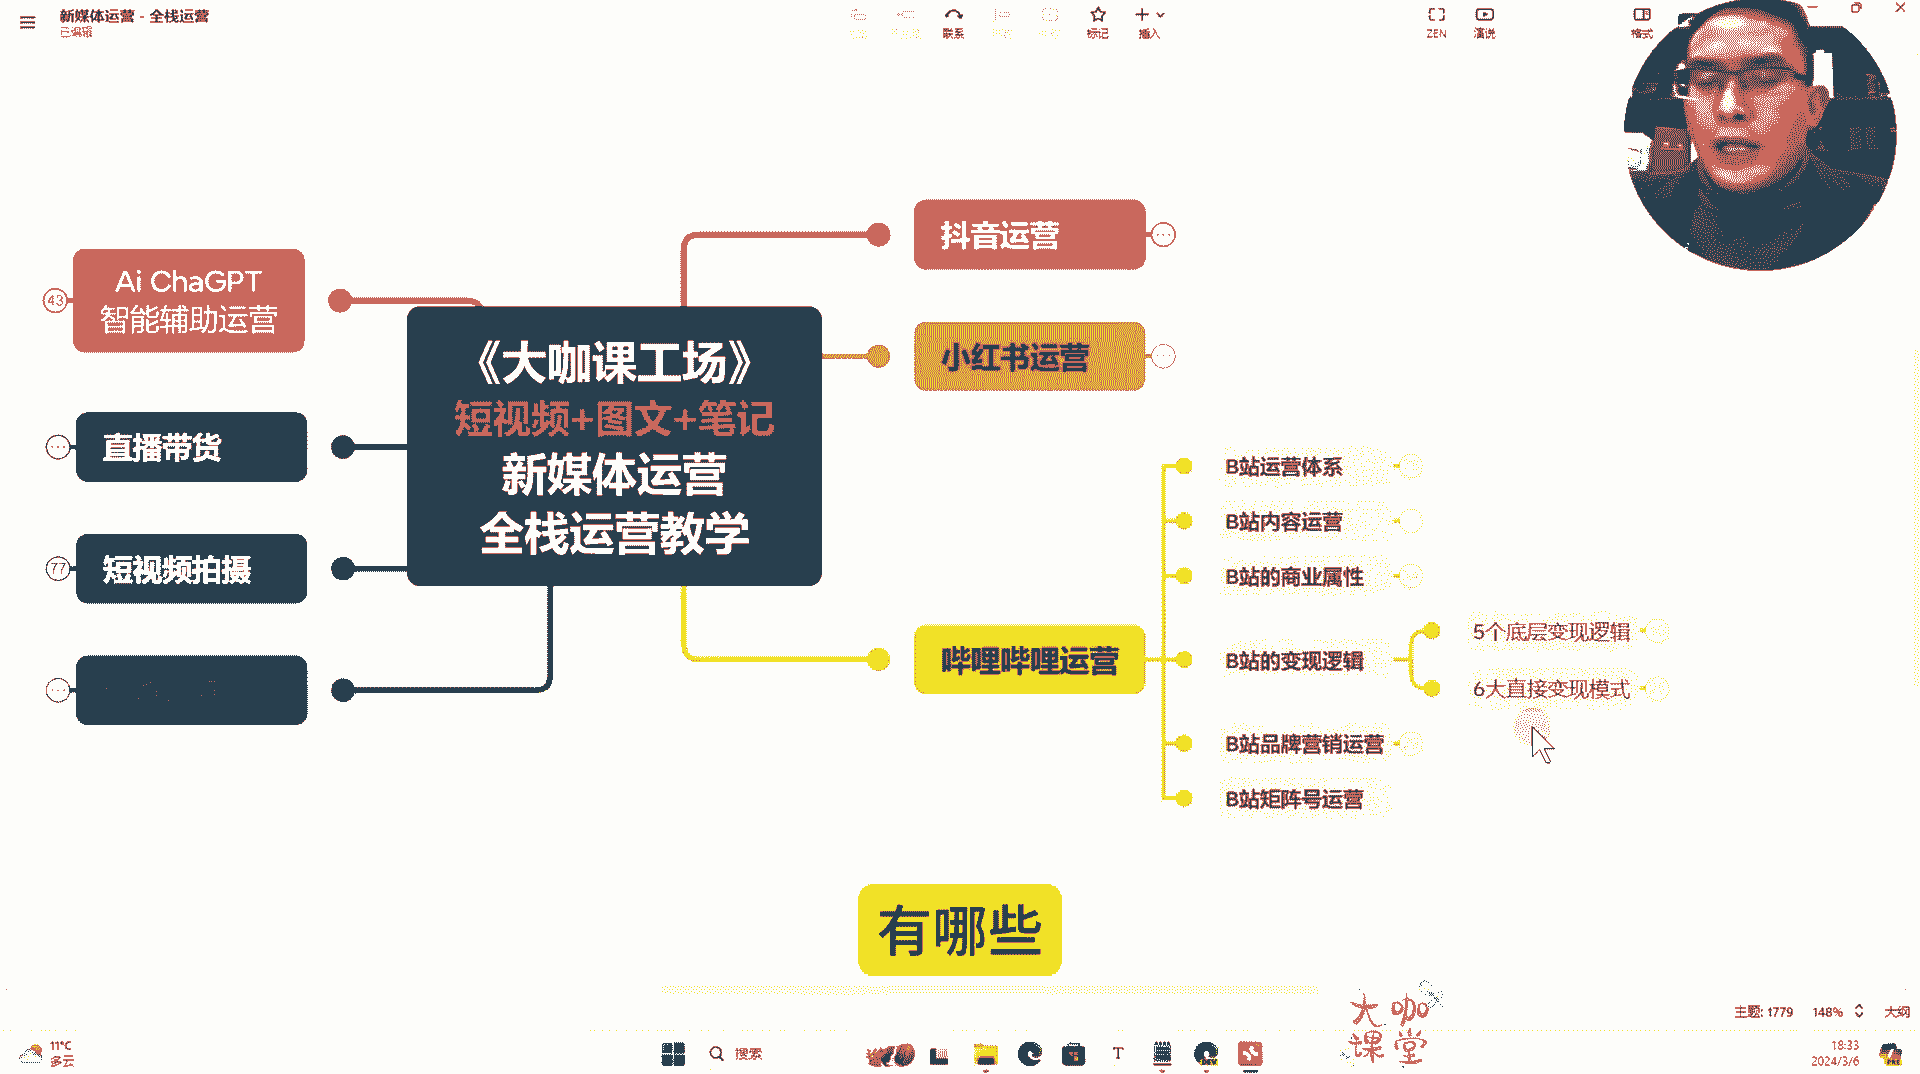 新媒体运营 - 全栈运营
已编辑
联系
标记
插入
ZEN
演说
格式
Ai ChaGPT
智能辅助运营
43
直播带货
短视频拍摄
77
《大咖课工场》
短视频+图文+笔记
新媒体运营
全栈运营教学
抖音运营
小红书运营
哔哩哔哩运营
B站运营体系
B站内容运营
B站的商业属性
B站的变现逻辑
5个底层变现逻辑
6大直接变现模式
B站品牌营销运营
B站矩阵号运营
有哪些
大咖
课堂
主题: 1779
148%
大纲
11°C
多云
搜索
18:33
2024/3/6